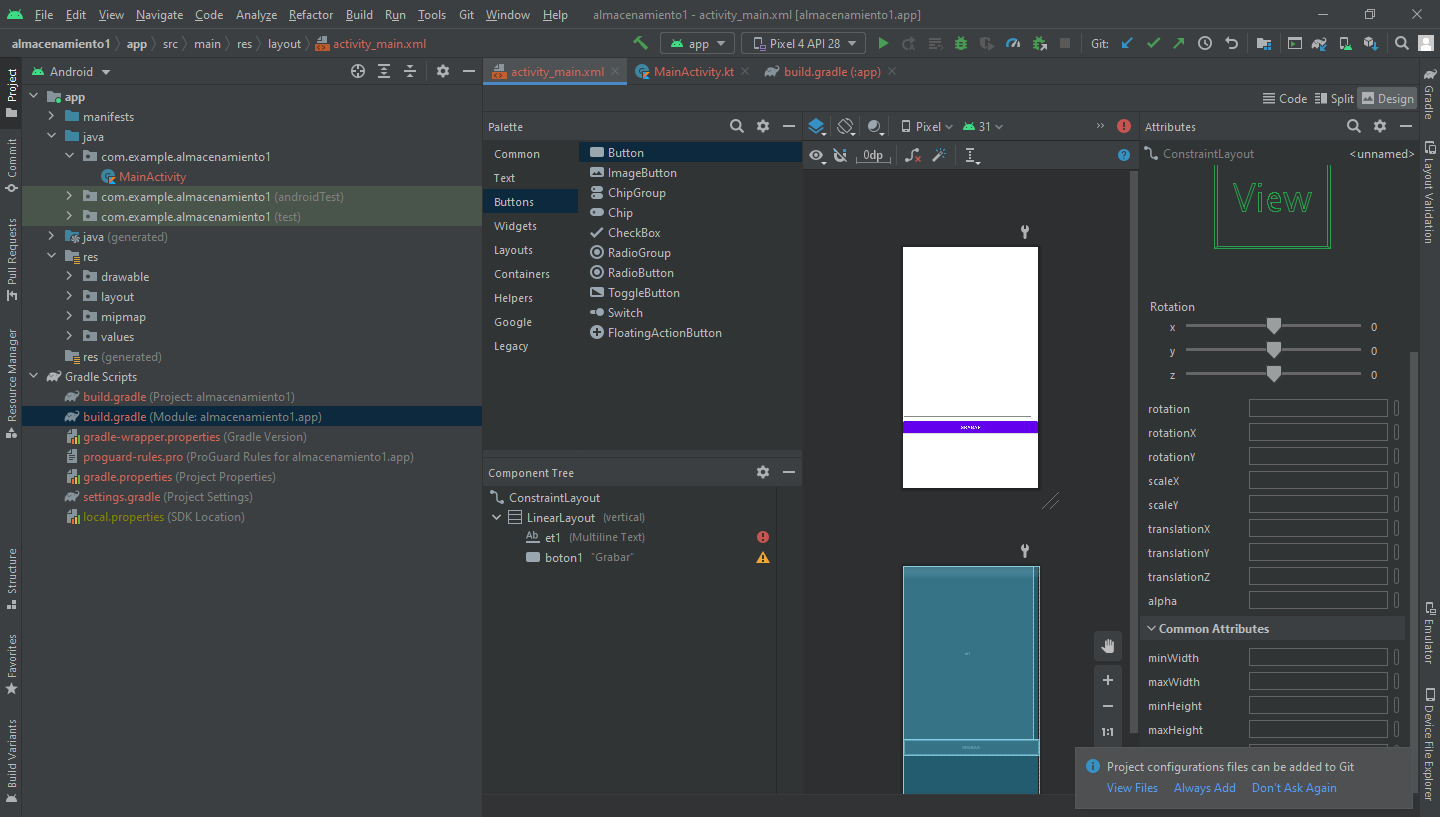 File Edit View Navigate Code Analyze Refactor Build Run Tools Git Window Help almacenamiento1 - activity_main.xml [almacenamiento1.app]
almacenamiento1 app src main res layout activity_main.xml app Pixel 4 API 28 Git:
Project
Commit
Pull Requests
Resource Manager
Structure
Favorites
Build Variants
Android
app
manifests
java
com.example.almacenamiento1
MainActivity
com.example.almacenamiento1 (androidTest)
com.example.almacenamiento1 (test)
java (generated)
res
drawable
layout
mipmap
values
res (generated)
Gradle Scripts
build.gradle (Project: almacenamiento1)
build.gradle (Module: almacenamiento1.app)
gradle-wrapper.properties (Gradle Version)
proguard-rules.pro (ProGuard Rules for almacenamiento1.app)
gradle.properties (Project Properties)
settings.gradle (Project Settings)
local.properties (SDK Location)
activity_main.xml MainActivity.kt build.gradle (:app)
Code Split Design
Palette
Common
Text
Buttons
Widgets
Layouts
Containers
Helpers
Google
Legacy
Button
ImageButton
ChipGroup
Chip
CheckBox
RadioGroup
RadioButton
ToggleButton
Switch
FloatingActionButton
Component Tree
ConstraintLayout
LinearLayout (vertical)
Ab et1 (Multiline Text)
boton1 "Grabar"
Pixel 31
0dp
GRABAR
1:1
Attributes
ConstraintLayout <unnamed>
View
Rotation
x 0
y 0
z 0
rotation
rotationX
rotationY
scaleX
scaleY
translationX
translationY
translationZ
alpha
Common Attributes
minWidth
maxWidth
minHeight
maxHeight
Project configurations files can be added to Git
View Files Always Add Don't Ask Again
Gradle
Layout Validation
Emulator
Device File Explorer